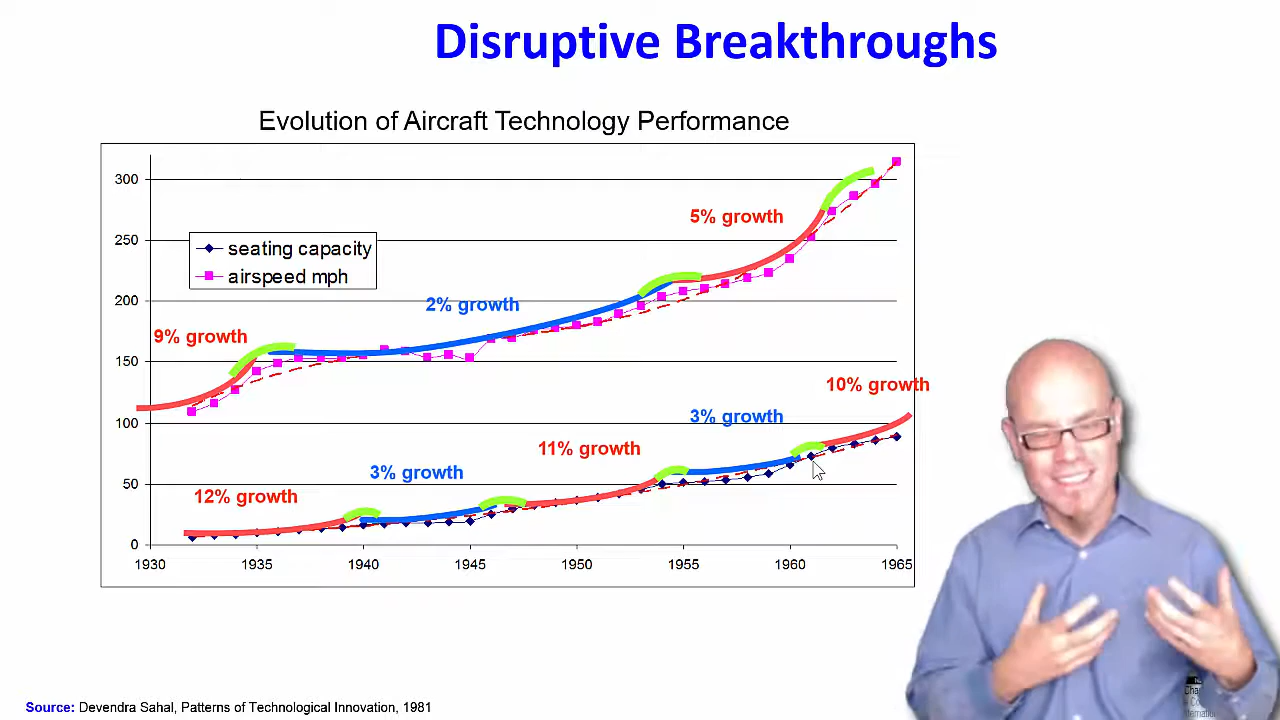 Disruptive Breakthroughs
Evolution of Aircraft Technology Performance
300
250
200
150
100
50
0
1930 1935 1940 1945 1950 1955 1960 1965
seating capacity
airspeed mph
9% growth
2% growth
5% growth
12% growth
3% growth
11% growth
3% growth
10% growth
Source: Devendra Sahal, Patterns of Technological Innovation, 1981